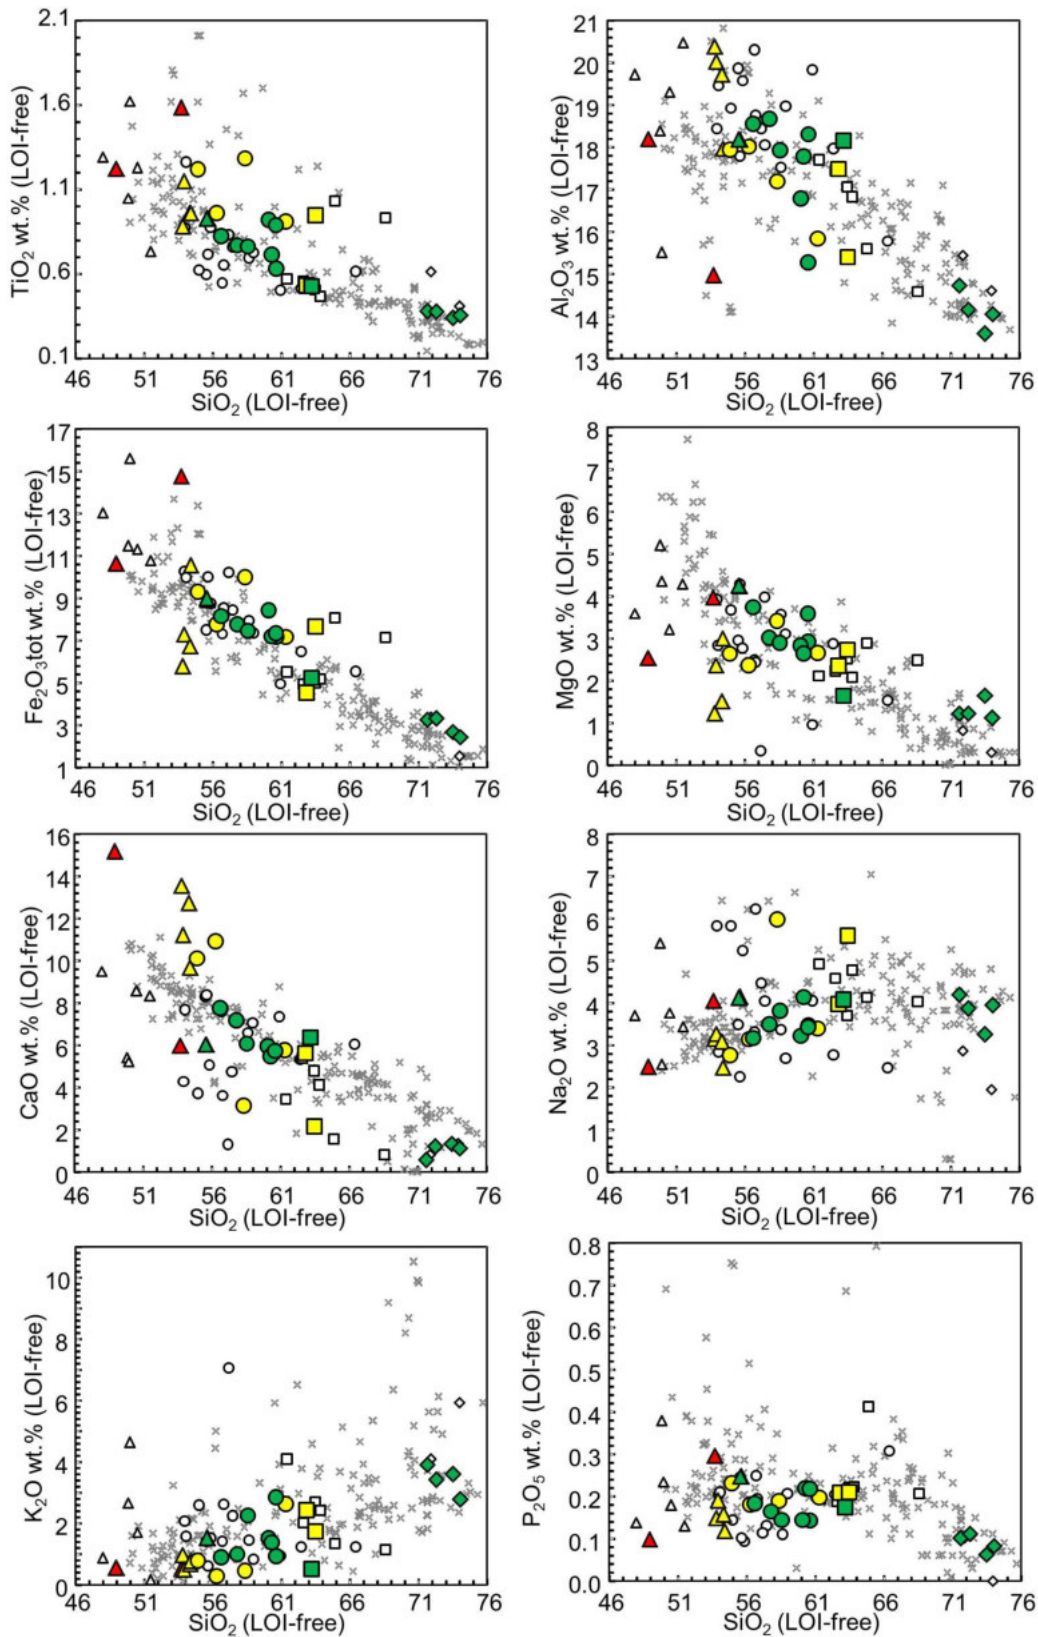 2.1
1.6
1.1
0.6
0.1
TiO2 wt.% (LOI-free)
46 51 56 61 66 71 76
SiO2 (LOI-free)
21
20
19
18
17
16
15
14
13
Al2O3 wt.% (LOI-free)
46 51 56 61 66 71 76
SiO2 (LOI-free)
17
15
13
11
9
7
5
3
1
Fe2O3tot wt.% (LOI-free)
46 51 56 61 66 71 76
SiO2 (LOI-free)
8
7
6
5
4
3
2
1
0
MgO wt.% (LOI-free)
46 51 56 61 66 71 76
SiO2 (LOI-free)
16
14
12
10
8
6
4
2
0
CaO wt.% (LOI-free)
46 51 56 61 66 71 76
SiO2 (LOI-free)
8
7
6
5
4
3
2
1
0
Na2O wt.% (LOI-free)
46 51 56 61 66 71 76
SiO2 (LOI-free)
10
8
6
4
2
0
K2O wt.% (LOI-free)
46 51 56 61 66 71 76
SiO2 (LOI-free)
0.8
0.7
0.6
0.5
0.4
0.3
0.2
0.1
0.0
P2O5 wt.% (LOI-free)
46 51 56 61 66 71 76
SiO2 (LOI-free)